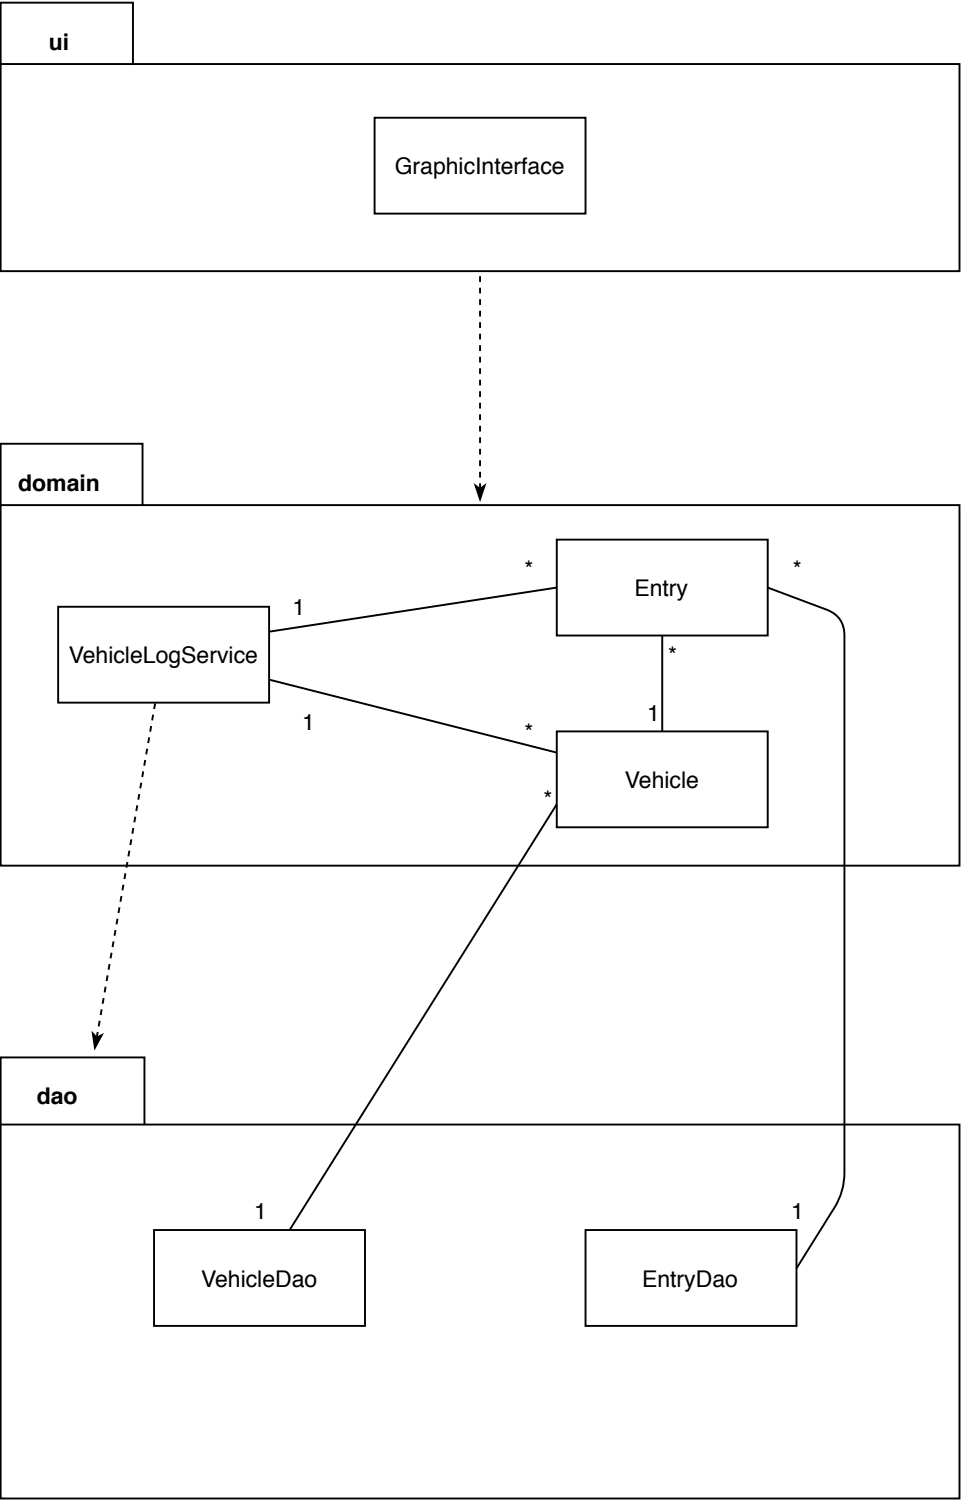 ui
GraphicInterface
domain
Entry
*
*
1
VehicleLogService
*
1
1
*
Vehicle
*
dao
1
1
VehicleDao
EntryDao